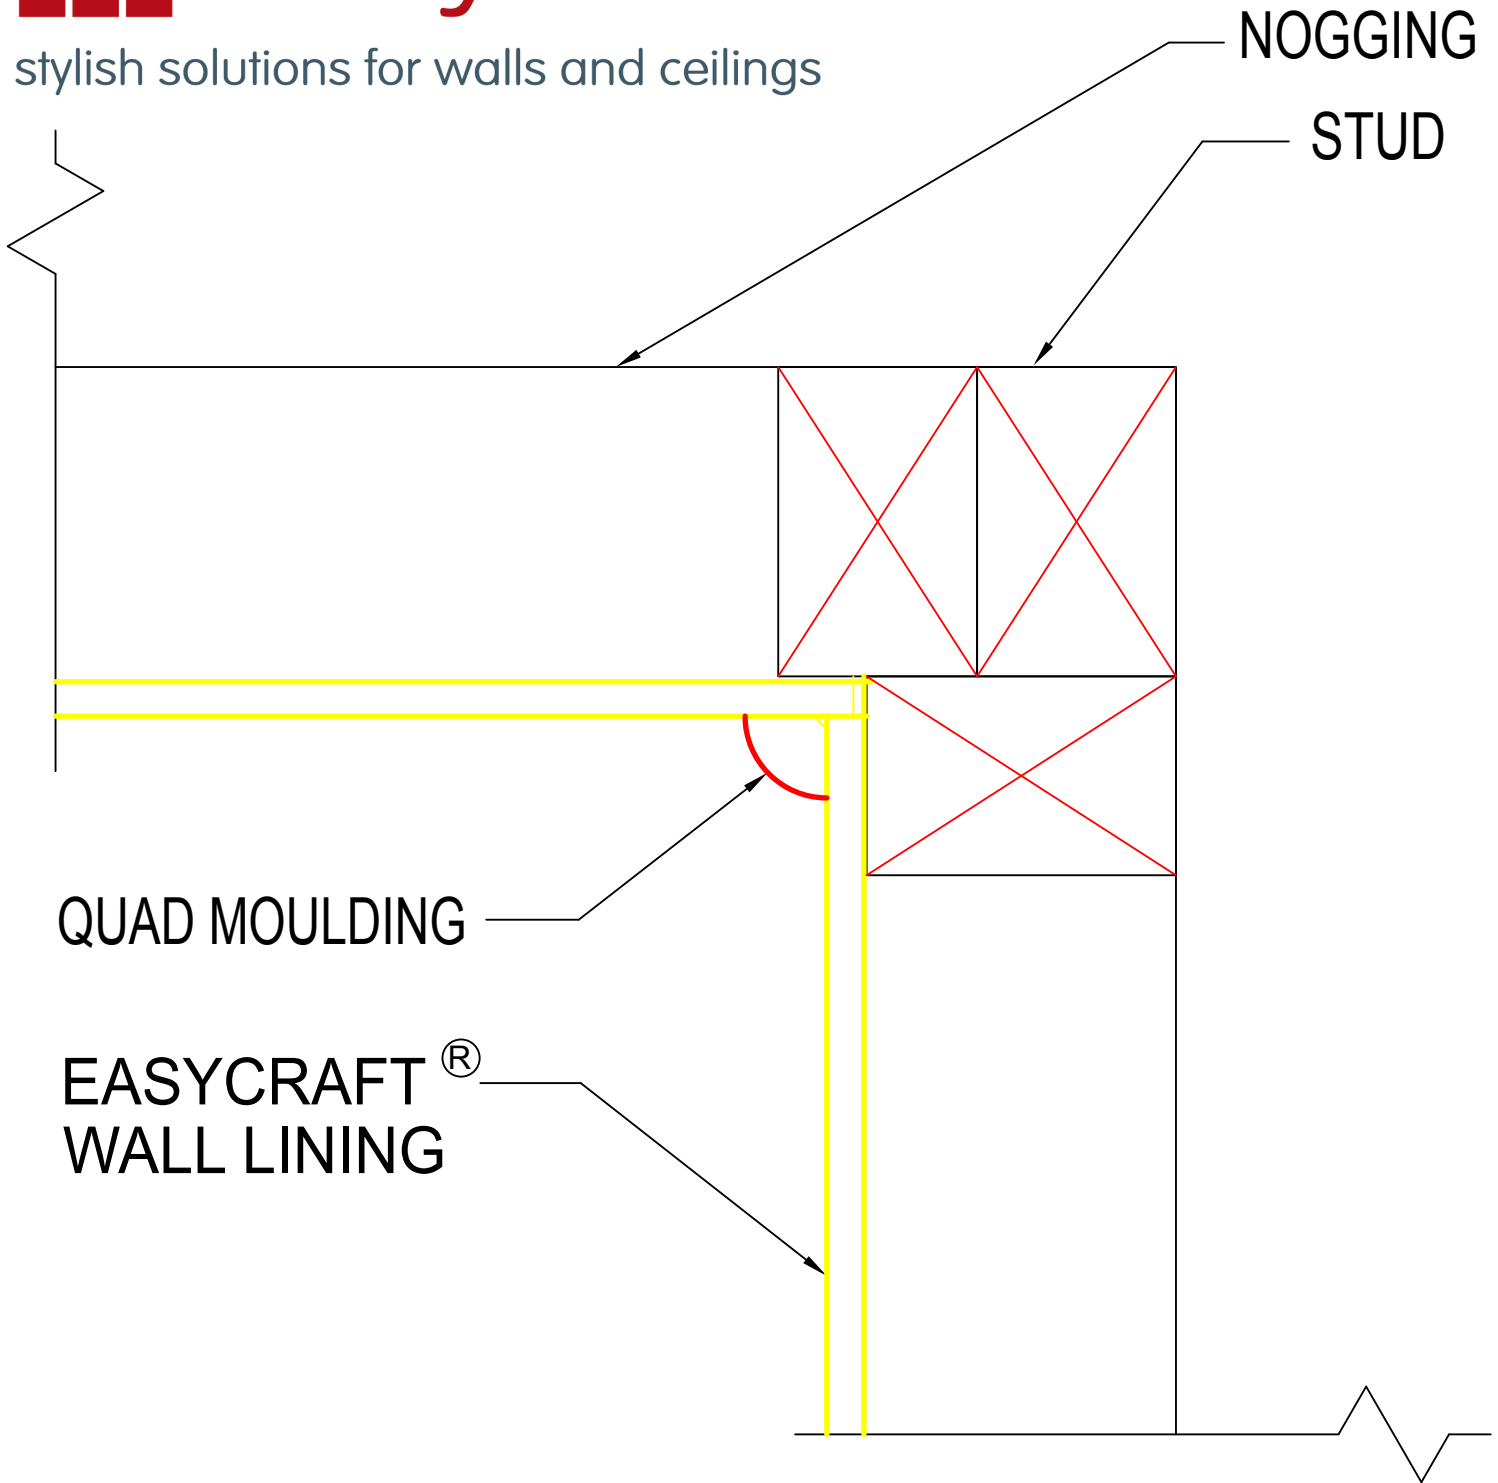 stylish solutions for walls and ceilings
NOGGING
STUD
QUAD MOULDING
EASYCRAFT ®
WALL LINING